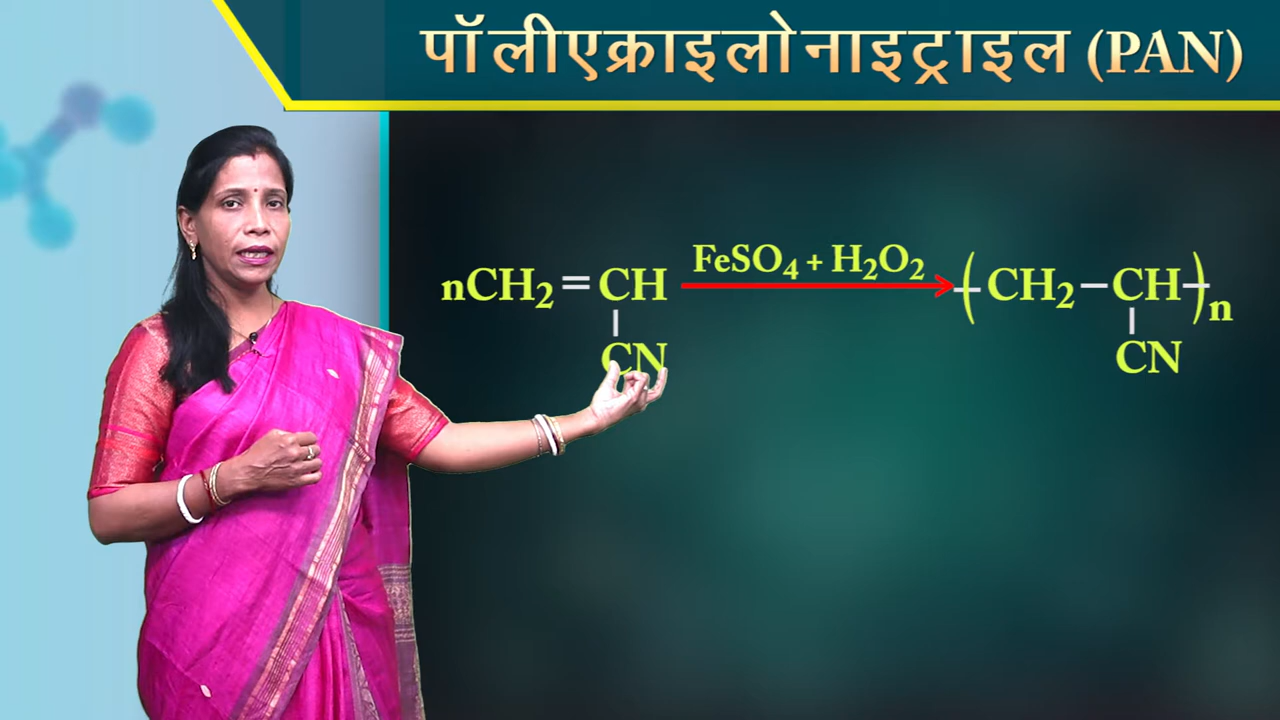 पॉलीएक्राइलोनाइट्राइल (PAN)
nCH₂=CH FeSO₄ + H₂O₂ (CH₂–CH)n
CN CN